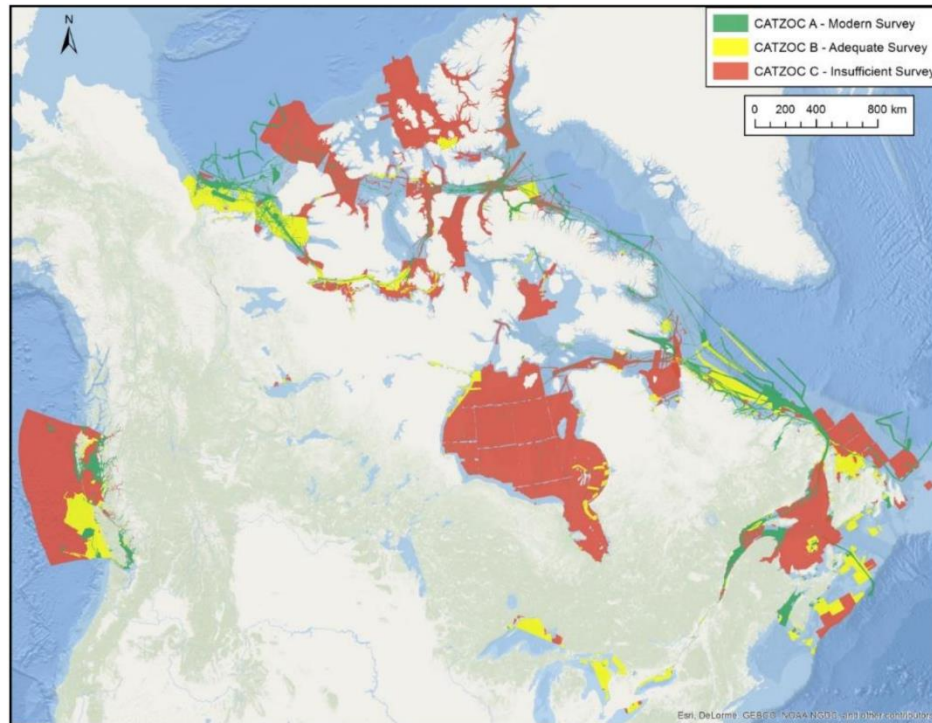 N
CATZOC A - Modern Survey
CATZOC B - Adequate Survey
CATZOC C - Insufficient Survey
0 200 400 800 km
Esri, DeLorme, GEBCO, NOAA NGDC, and other contributors